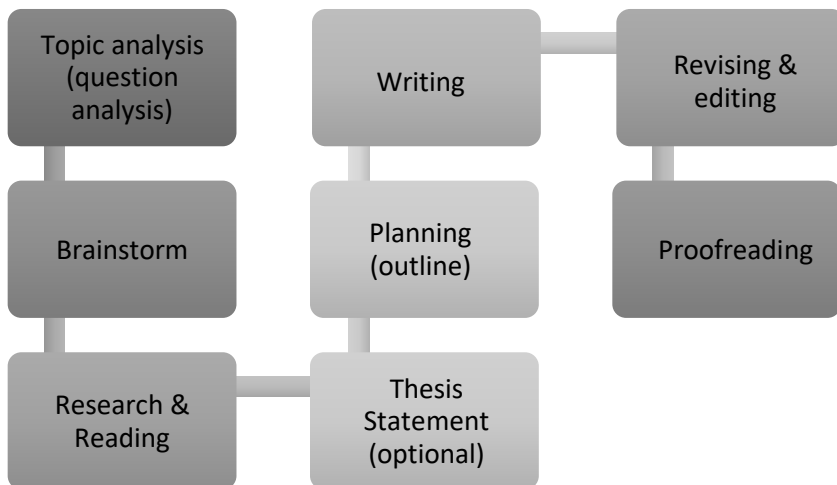 Topic analysis
(question
analysis)
Brainstorm
Research &
Reading
Thesis
Statement
(optional)
Planning
(outline)
Writing
Revising &
editing
Proofreading